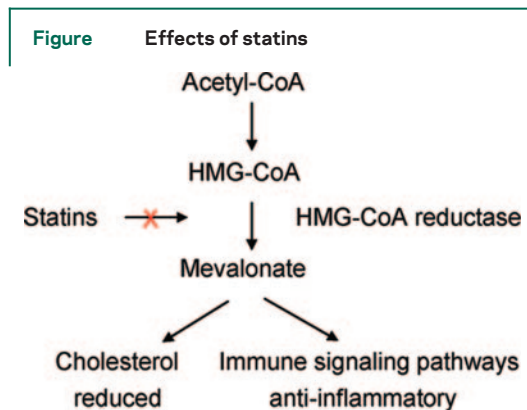 Figure Effects of statins
Acetyl-CoA
HMG-CoA
Statins HMG-CoA reductase
Mevalonate
Cholesterol Immune signaling pathways
reduced anti-inflammatory